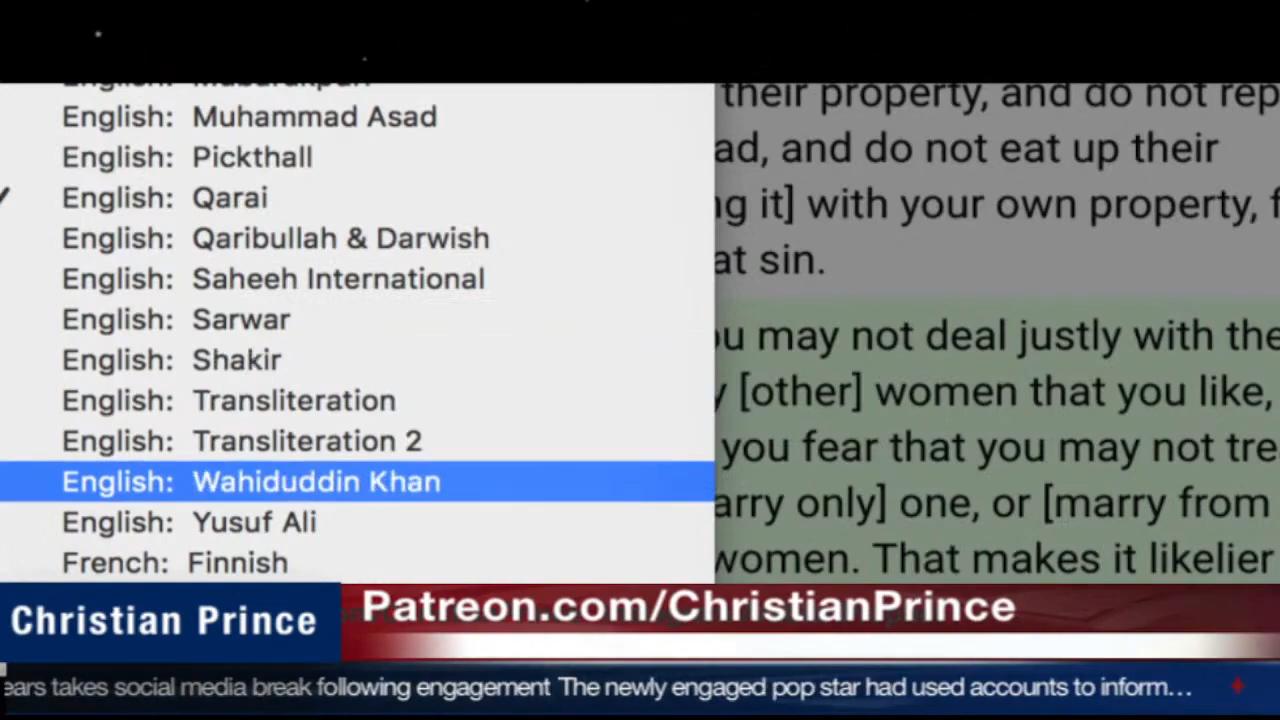 English: Muhammad Asad
English: Pickthall
English: Qarai
English: Qaribullah & Darwish
English: Saheeh International
English: Sarwar
English: Shakir
English: Transliteration
English: Transliteration 2
English: Wahiduddin Khan
English: Yusuf Ali
French: Finnish
their property, and do not rep
ad, and do not eat up their
ng it] with your own property, f
at sin.
ou may not deal justly with the
y [other] women that you like,
you fear that you may not tre
arry only] one, or [marry from
women. That makes it likelier
Christian Prince
Patreon.com/ChristianPrince
ears takes social media break following engagement The newly engaged pop star had used accounts to inform...